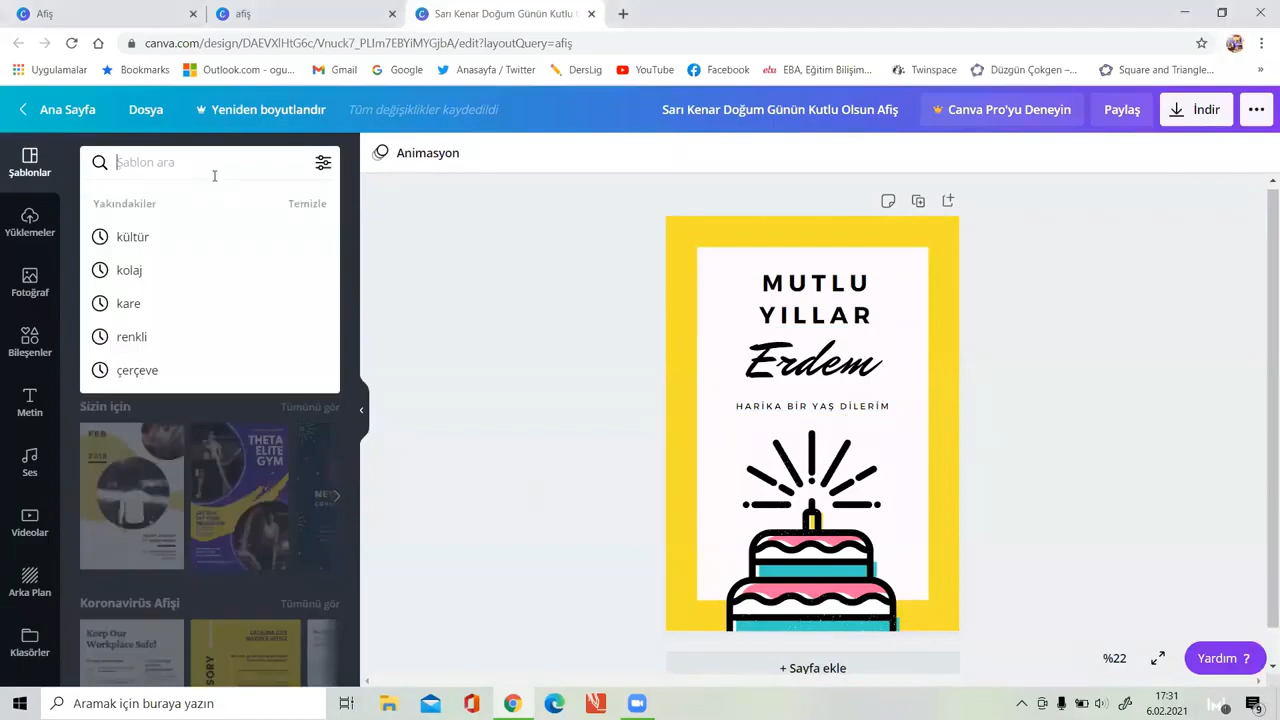 Afiş
afiş
Sarı Kenar Doğum Günün Kutlu
canva.com/design/DAEVXlHtG6c/Vnuck7_PLIm7EBYiMYGjbA/edit?layoutQuery=afiş
Uygulamalar
Bookmarks
Outlook.com - ogu...
Gmail
Google
Anasayfa / Twitter
DersLig
YouTube
Facebook
eba EBA, Eğitim Bilişim...
Twinspace
Düzgün Çokgen –...
Square and Triangle...
»
Ana Sayfa
Dosya
Yeniden boyutlandır
Tüm değişiklikler kaydedildi
Sarı Kenar Doğum Günün Kutlu Olsun Afiş
Canva Pro'yu Deneyin
Paylaş
İndir
Şablonlar
Yüklemeler
Fotoğraf
Bileşenler
Metin
Ses
Videolar
Arka Plan
Klasörler
Şablon ara
Yakındakiler
Temizle
kültür
kolaj
kare
renkli
çerçeve
Sizin için
Tümünü gör
FEB
2018
THETA
ELITE
GYM
Koronavirüs Afişi
Tümünü gör
Keep Our
Workplace Safe!
Animasyon
MUTLU
YILLAR
Erdem
HARİKA BİR YAŞ DİLERİM
+ Sayfa ekle
%22
Yardım ?
Aramak için buraya yazın
17:31
6.02.2021
9